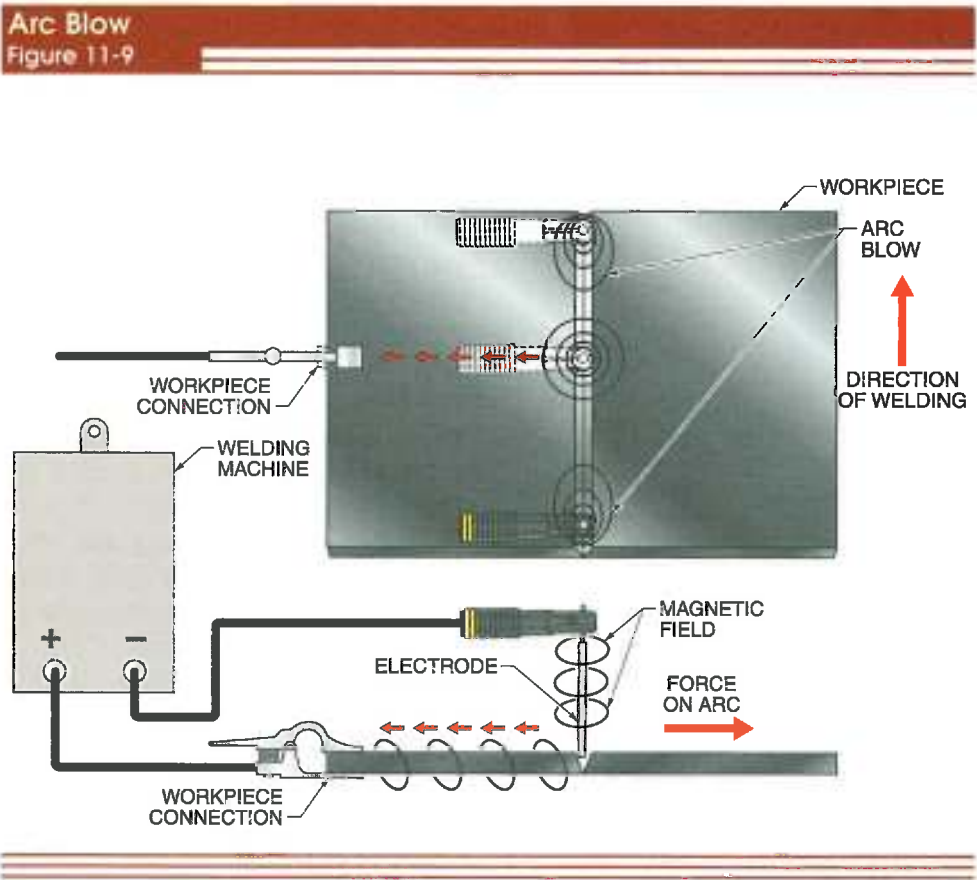 Arc Blow
Figure 11-9
WORKPIECE
ARC
BLOW
DIRECTION
OF WELDING
WORKPIECE
CONNECTION
WELDING
MACHINE
+ −
MAGNETIC
FIELD
ELECTRODE
FORCE
ON ARC
WORKPIECE
CONNECTION